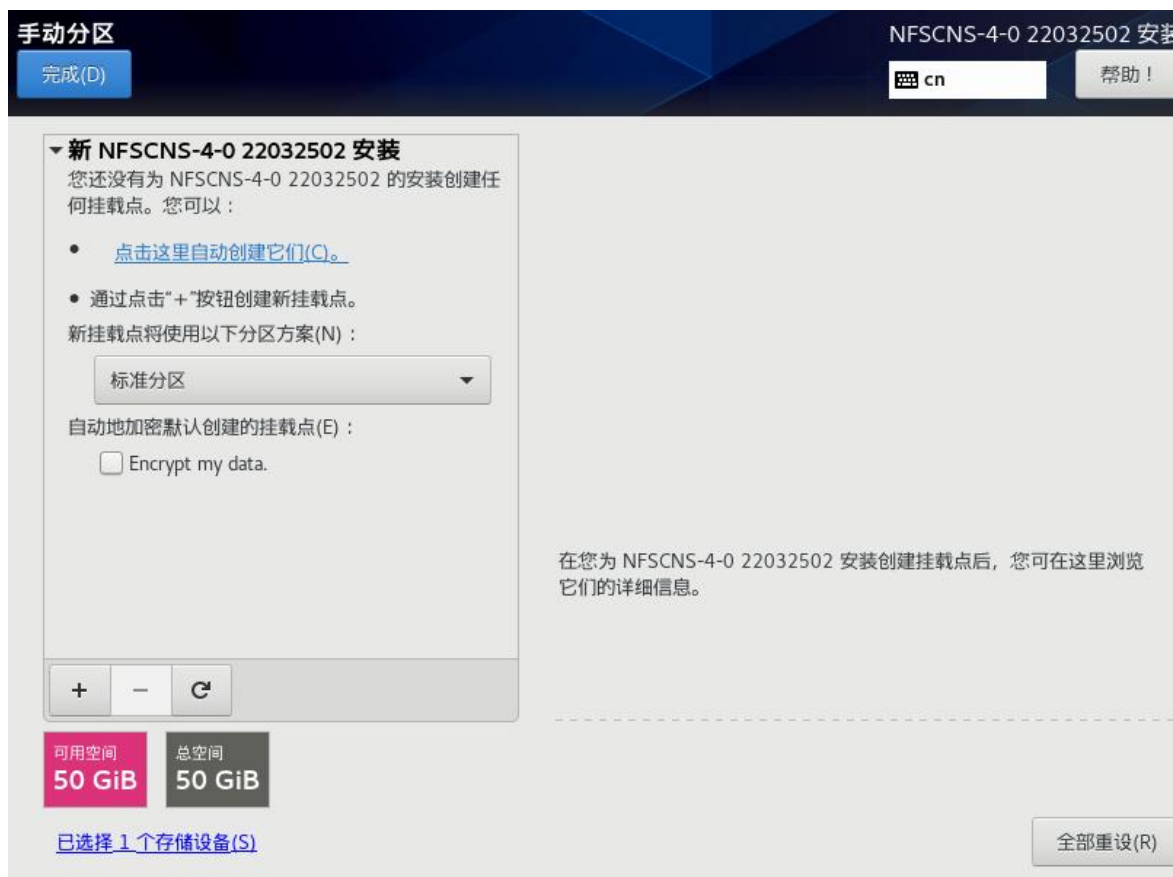 手动分区
NFSCNS-4-0 22032502 安装
完成(D)
cn
帮助！
新 NFSCNS-4-0 22032502 安装
您还没有为 NFSCNS-4-0 22032502 的安装创建任
何挂载点。您可以：
• 点击这里自动创建它们(C)。
• 通过点击“+”按钮创建新挂载点。
新挂载点将使用以下分区方案(N)：
标准分区
自动地加密默认创建的挂载点(E)：
Encrypt my data.
在您为 NFSCNS-4-0 22032502 安装创建挂载点后，您可在这里浏览
它们的详细信息。
+ −
可用空间
50 GiB
总空间
50 GiB
已选择 1 个存储设备(S)
全部重设(R)